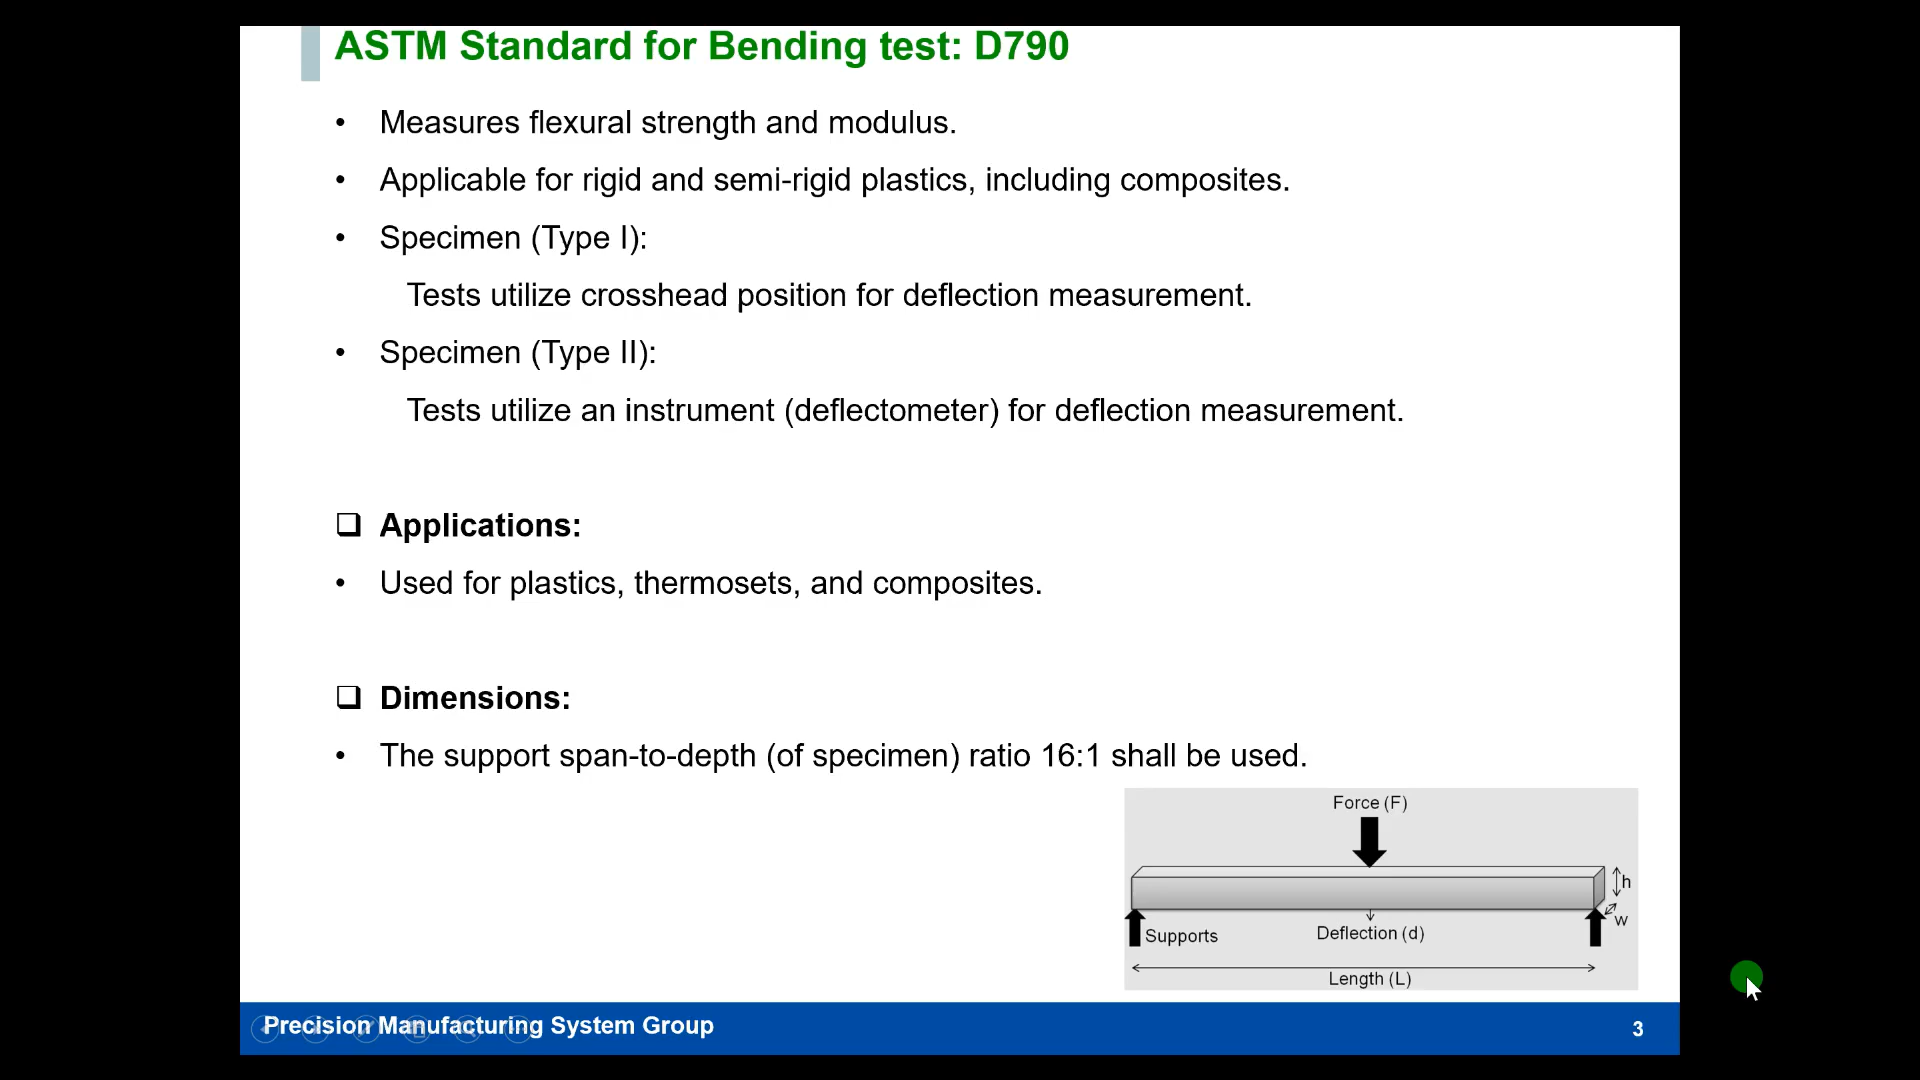 ASTM Standard for Bending test: D790
• Measures flexural strength and modulus.
• Applicable for rigid and semi-rigid plastics, including composites.
• Specimen (Type I):
Tests utilize crosshead position for deflection measurement.
• Specimen (Type II):
Tests utilize an instrument (deflectometer) for deflection measurement.
❑ Applications:
• Used for plastics, thermosets, and composites.
❑ Dimensions:
• The support span-to-depth (of specimen) ratio 16:1 shall be used.
Force (F)
h
w
Supports
Deflection (d)
Length (L)
Precision Manufacturing System Group
3